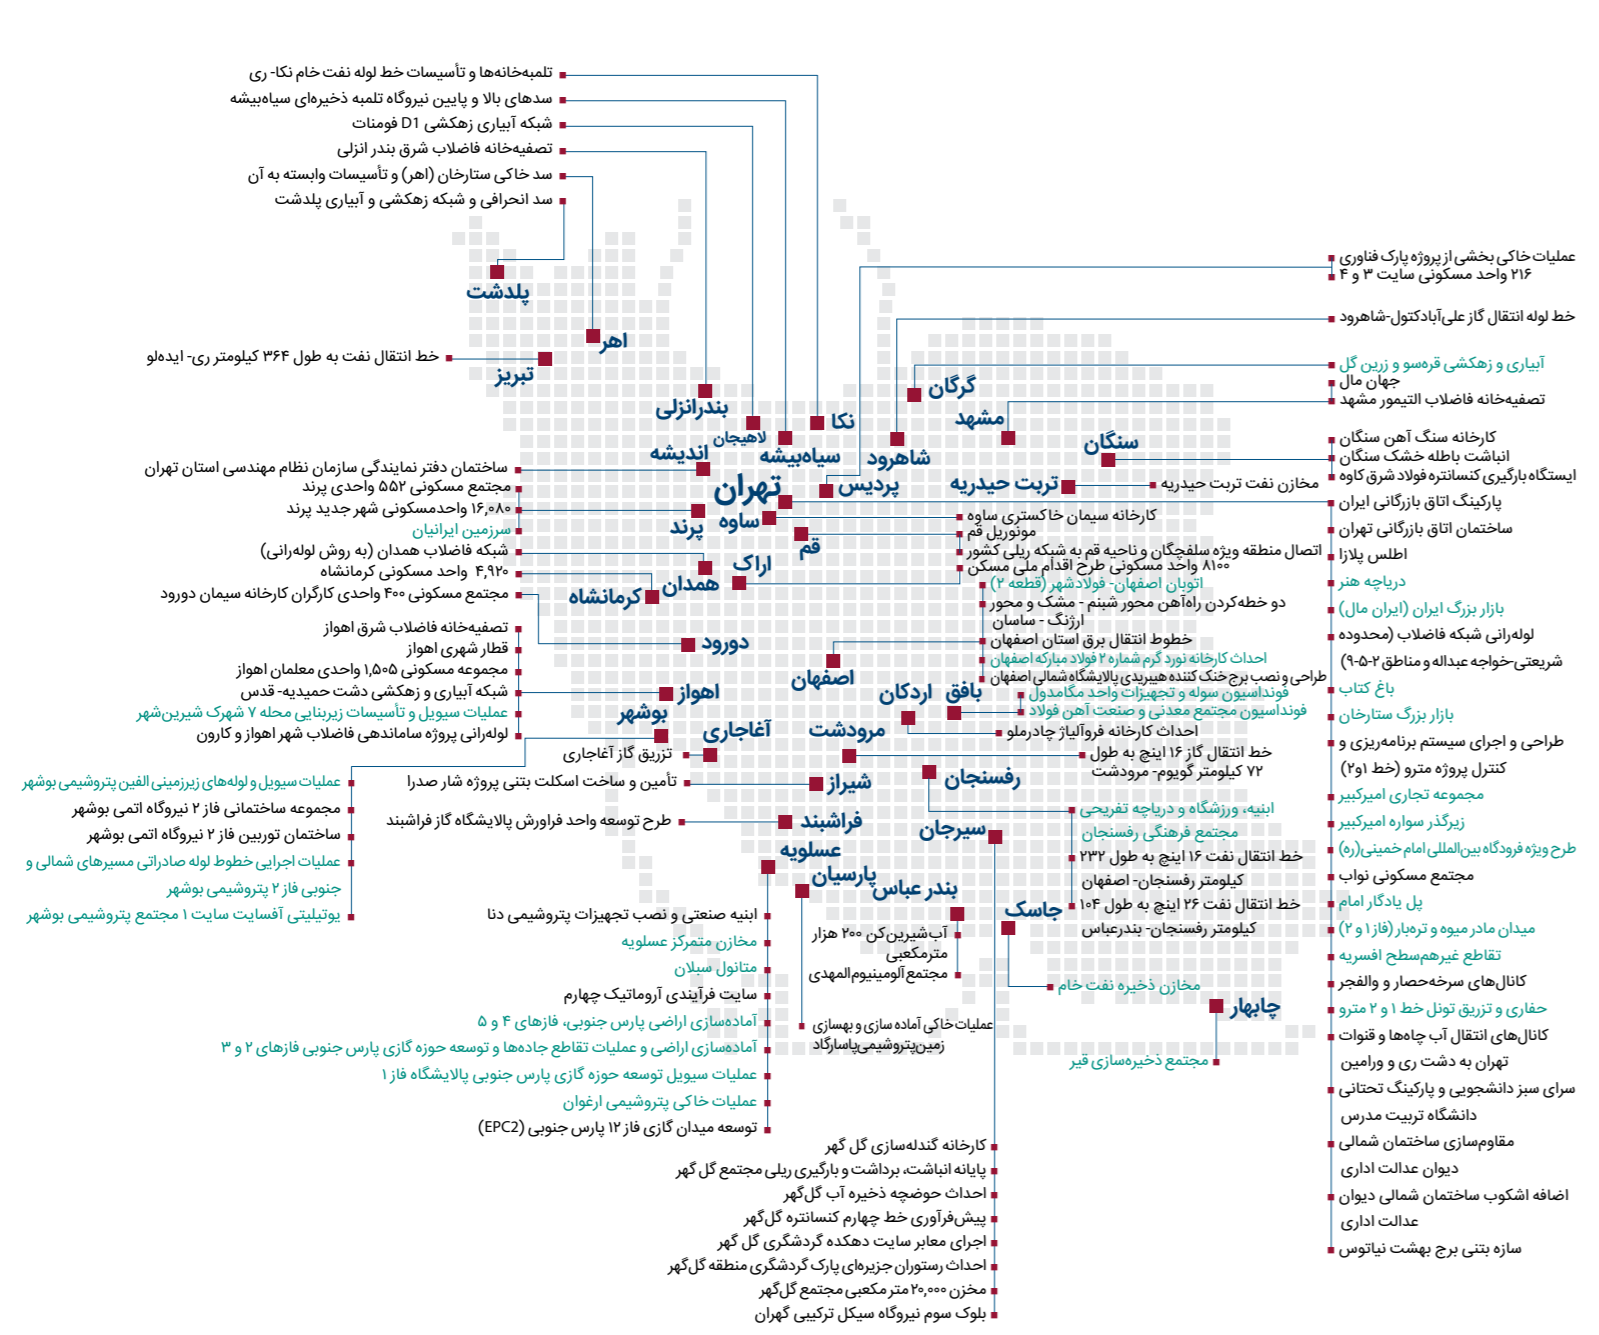 تلمبه‌خانه‌ها و تأسیسات خط لوله نفت خام نکا- ری
سدهای بالا و پایین نیروگاه تلمبه ذخیره‌ای سیاه‌بیشه
شبکه آبیاری زهکشی D1 فومنات
تصفیه‌خانه فاضلاب شرق بندر انزلی
سد خاکی ستارخان (اهر) و تأسیسات وابسته به آن
سد انحرافی و شبکه زهکشی و آبیاری پلدشت
پلدشت
اهر
تبریز
خط انتقال نفت به طول ۳۶۴ کیلومتر ری- ایده‌لو
بندرانزلی
لاهیجان
سیاه‌بیشه
نکا
شاهرود
گرگان
مشهد
سنگان
تربت حیدریه
مخازن نفت تربت حیدریه
پردیس
اندیشه
تهران
پرند
ساوه
قم
اراک
همدان
کرمانشاه
دورود
عملیات خاکی بخشی از پروژه پارک فناوری
۲۱۶ واحد مسکونی سایت ۳ و ۴
خط لوله انتقال گاز علی‌آبادکتول-شاهرود
آبیاری و زهکشی قره‌سو و زرین گل
جهان مال
تصفیه‌خانه فاضلاب التیمور مشهد
کارخانه سنگ آهن سنگان
انباشت باطله خشک سنگان
ایستگاه بارگیری کنسانتره فولاد شرق کاوه
پارکینگ اتاق بازرگانی ایران
ساختمان اتاق بازرگانی تهران
اطلس پلازا
دریاچه هنر
بازار بزرگ ایران (ایران مال)
لوله‌رانی شبکه فاضلاب (محدوده
شریعتی-خواجه عبداله و مناطق ۲-۵-۹)
باغ کتاب
بازار بزرگ ستارخان
طراحی و اجرای سیستم برنامه‌ریزی و
کنترل پروژه مترو (خط ۱و۲)
مجموعه تجاری امیرکبیر
زیرگذر سواره امیرکبیر
طرح ویژه فرودگاه بین‌المللی امام خمینی(ره)
مجتمع مسکونی نواب
پل یادگار امام
میدان مادر میوه و تره‌بار (فاز ۱ و ۲)
تقاطع غیرهم‌سطح افسریه
کانال‌های سرخه‌حصار و والفجر
حفاری و تزریق تونل خط ۱ و ۲ مترو
کانال‌های انتقال آب چاه‌ها و قنوات
تهران به دشت ری و ورامین
سرای سبز دانشجویی و پارکینگ تحتانی
دانشگاه تربیت مدرس
مقاوم‌سازی ساختمان شمالی
دیوان عدالت اداری
اضافه اشکوب ساختمان شمالی دیوان
عدالت اداری
سازه بتنی برج بهشت نیاتوس
ساختمان دفتر نمایندگی سازمان نظام مهندسی استان تهران
مجتمع مسکونی ۵۵۲ واحدی پرند
۱۶,۰۸۰ واحدمسکونی شهر جدید پرند
سرزمین ایرانیان
شبکه فاضلاب همدان (به روش لوله‌رانی)
۴,۹۲۰ واحد مسکونی کرمانشاه
مجتمع مسکونی ۴۰۰ واحدی کارگران کارخانه سیمان دورود
کارخانه سیمان خاکستری ساوه
مونوریل قم
اتصال منطقه ویژه سلفچگان و ناحیه قم به شبکه ریلی کشور
۸۱۰۰ واحد مسکونی طرح اقدام ملی مسکن
اتوبان اصفهان- فولادشهر (قطعه ۲)
دو خطه‌کردن راه‌آهن محور شبنم - مشک و محور
ارژنگ - ساسان
خطوط انتقال برق استان اصفهان
احداث کارخانه نورد گرم شماره ۲ فولاد مبارکه اصفهان
طراحی و نصب برج خنک کننده هیبریدی پالایشگاه شمالی اصفهان
اصفهان
اردکان
بافق
فونداسیون سوله و تجهیزات واحد مگامدول
فونداسیون مجتمع معدنی و صنعت آهن فولاد
احداث کارخانه فروآلیاژ چادرملو
تصفیه‌خانه فاضلاب شرق اهواز
قطار شهری اهواز
مجموعه مسکونی ۱,۵۰۵ واحدی معلمان اهواز
شبکه آبیاری و زهکشی دشت حمیدیه- قدس
عملیات سیویل و تأسیسات زیربنایی محله ۷ شهرک شیرین‌شهر
لوله‌رانی پروژه ساماندهی فاضلاب شهر اهواز و کارون
اهواز
بوشهر
آغاجاری
تزریق گاز آغاجاری
مرودشت
خط انتقال گاز ۱۶ اینچ به طول
۷۲ کیلومتر گویوم- مرودشت
شیراز
تأمین و ساخت اسکلت بتنی پروژه شار صدرا
فراشبند
طرح توسعه واحد فراورش پالایشگاه گاز فراشبند
رفسنجان
ابنیه، ورزشگاه و دریاچه تفریحی
مجتمع فرهنگی رفسنجان
خط انتقال نفت ۱۶ اینچ به طول ۲۳۲
کیلومتر رفسنجان- اصفهان
خط انتقال نفت ۲۶ اینچ به طول ۱۰۴
کیلومتر رفسنجان- بندرعباس
عملیات سیویل و لوله‌های زیرزمینی الفین پتروشیمی بوشهر
مجموعه ساختمانی فاز ۲ نیروگاه اتمی بوشهر
ساختمان توربین فاز ۲ نیروگاه اتمی بوشهر
عملیات اجرایی خطوط لوله صادراتی مسیرهای شمالی و
جنوبی فاز ۲ پتروشیمی بوشهر
یوتیلیتی آفسایت سایت ۱ مجتمع پتروشیمی بوشهر
سیرجان
عسلویه
پارسیان
بندر عباس
جاسک
چابهار
آب‌شیرین‌کن ۲۰۰ هزار
مترمکعبی
مجتمع‌آلومینیوم‌المهدی
مخازن ذخیره نفت خام
مجتمع ذخیره‌سازی قیر
عملیات خاکی آماده سازی و بهسازی
زمین‌پتروشیمی‌پاسارگاد
ابنیه صنعتی و نصب تجهیزات پتروشیمی دنا
مخازن متمرکز عسلویه
متانول سبلان
سایت فرآیندی آروماتیک چهارم
آماده‌سازی اراضی پارس جنوبی، فازهای ۴ و ۵
آماده‌سازی اراضی و عملیات تقاطع جاده‌ها و توسعه حوزه گازی پارس جنوبی فازهای ۲ و ۳
عملیات سیویل توسعه حوزه گازی پارس جنوبی پالایشگاه فاز ۱
عملیات خاکی پتروشیمی ارغوان
توسعه میدان گازی فاز ۱۲ پارس جنوبی (EPC2)
کارخانه گندله‌سازی گل گهر
پایانه انباشت، برداشت و بارگیری ریلی مجتمع گل گهر
احداث حوضچه ذخیره آب گل‌گهر
پیش‌فرآوری خط چهارم کنسانتره گل‌گهر
اجرای معابر سایت دهکده گردشگری گل گهر
احداث رستوران جزیره‌ای پارک گردشگری منطقه گل‌گهر
مخزن ۲۰,۰۰۰ متر مکعبی مجتمع گل‌گهر
بلوک سوم نیروگاه سیکل ترکیبی گهران